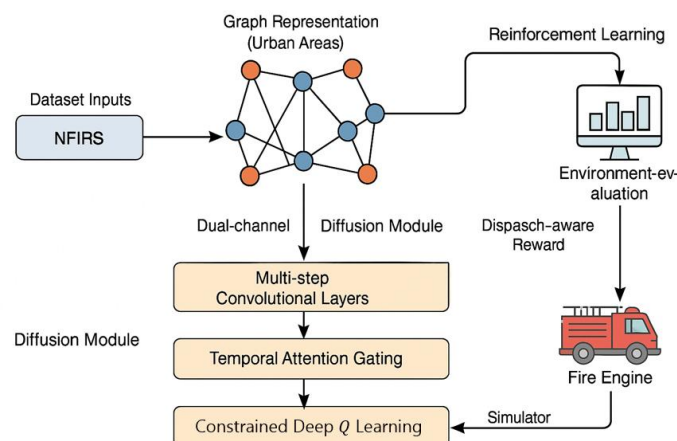 Graph Representation
(Urban Areas)
Reinforcement Learning
Dataset Inputs
NFIRS
Environment-ev-
aluation
Dual-channel
Diffusion Module
Dispasch-aware
Reward
Multi-step
Convolutional Layers
Diffusion Module
Temporal Attention Gating
Fire Engine
Constrained Deep Q Learning
Simulator